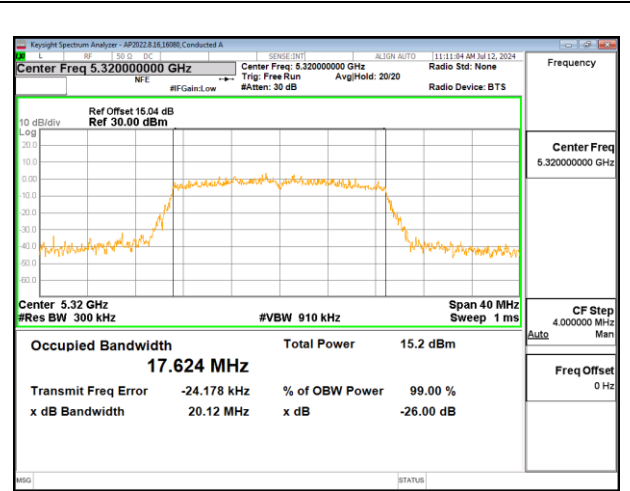 Keysight Spectrum Analyzer - AP2022.8.16,16080,Conducted A
L RF 50 Ω DC SENSE:INT ALIGN AUTO 11:11:04 AM Jul 12, 2024
Center Freq 5.320000000 GHz
NFE
#IFGain:Low
Center Freq: 5.320000000 GHz
Trig: Free Run Avg|Hold: 20/20
#Atten: 30 dB
Radio Std: None
Radio Device: BTS
Frequency
Ref Offset 15.04 dB
10 dB/div Ref 30.00 dBm
Log
20.0
10.0
0.00
-10.0
-20.0
-30.0
-40.0
-50.0
-60.0
Center Freq
5.320000000 GHz
Center 5.32 GHz Span 40 MHz
#Res BW 300 kHz #VBW 910 kHz Sweep 1 ms
CF Step
4.000000 MHz
Auto Man
Occupied Bandwidth Total Power 15.2 dBm
17.624 MHz
Freq Offset
0 Hz
Transmit Freq Error -24.178 kHz % of OBW Power 99.00 %
x dB Bandwidth 20.12 MHz x dB -26.00 dB
MSG STATUS